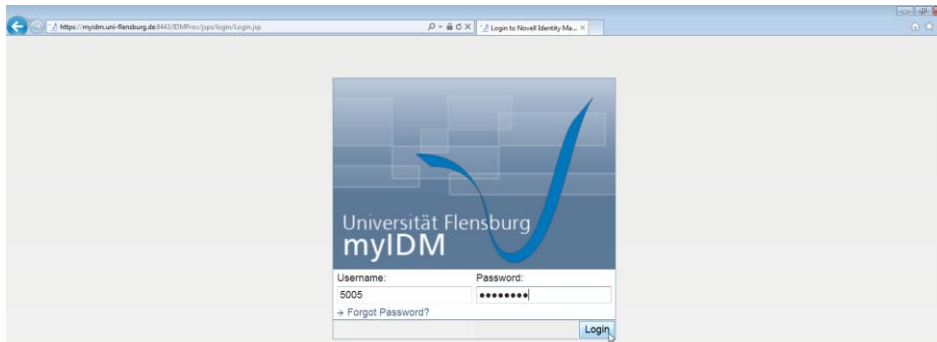 https://myidm.uni-flensburg.de:8443/IDMProv/jsps/login/Login.jsp
Login to Novell Identity Ma...
Universität Flensburg
myIDM
Username:
Password:
5005
••••••••
→ Forgot Password?
Login